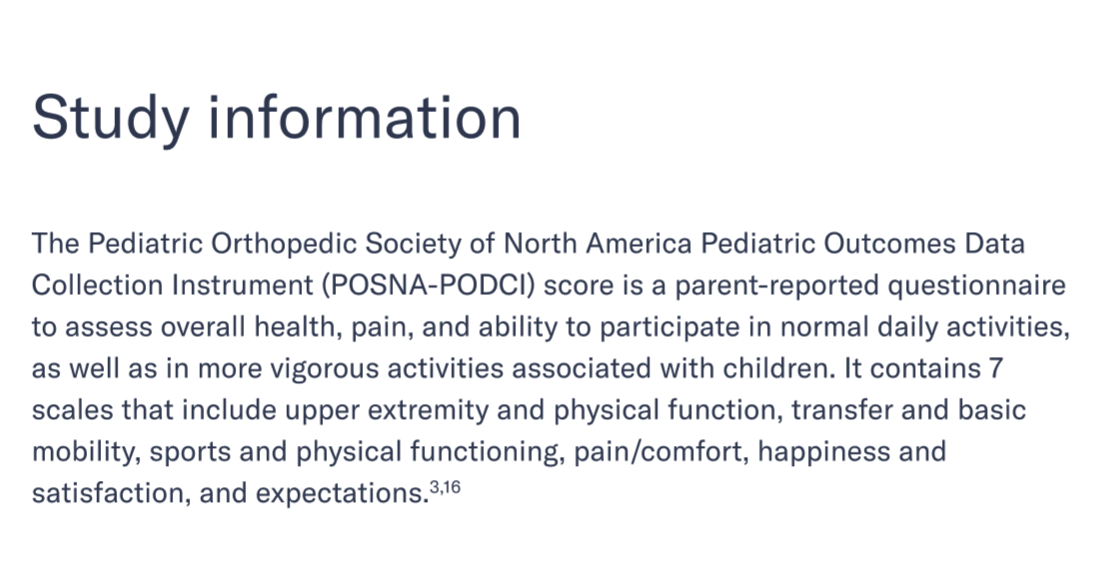 Study information
The Pediatric Orthopedic Society of North America Pediatric Outcomes Data
Collection Instrument (POSNA-PODCI) score is a parent-reported questionnaire
to assess overall health, pain, and ability to participate in normal daily activities,
as well as in more vigorous activities associated with children. It contains 7
scales that include upper extremity and physical function, transfer and basic
mobility, sports and physical functioning, pain/comfort, happiness and
satisfaction, and expectations.3,16